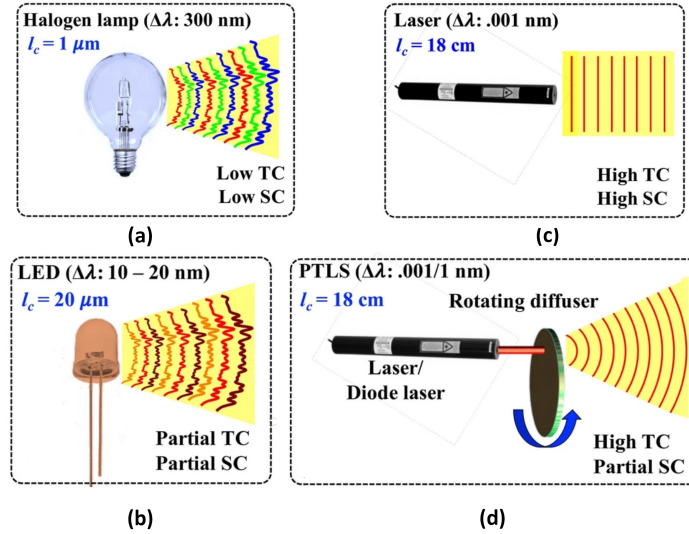 Halogen lamp (Δλ: 300 nm)
l_c = 1 μm
Low TC
Low SC
(a)
Laser (Δλ: .001 nm)
l_c = 18 cm
High TC
High SC
(c)
LED (Δλ: 10 – 20 nm)
l_c = 20 μm
Partial TC
Partial SC
(b)
PTLS (Δλ: .001/1 nm)
l_c = 18 cm
Rotating diffuser
Laser/
Diode laser
High TC
Partial SC
(d)